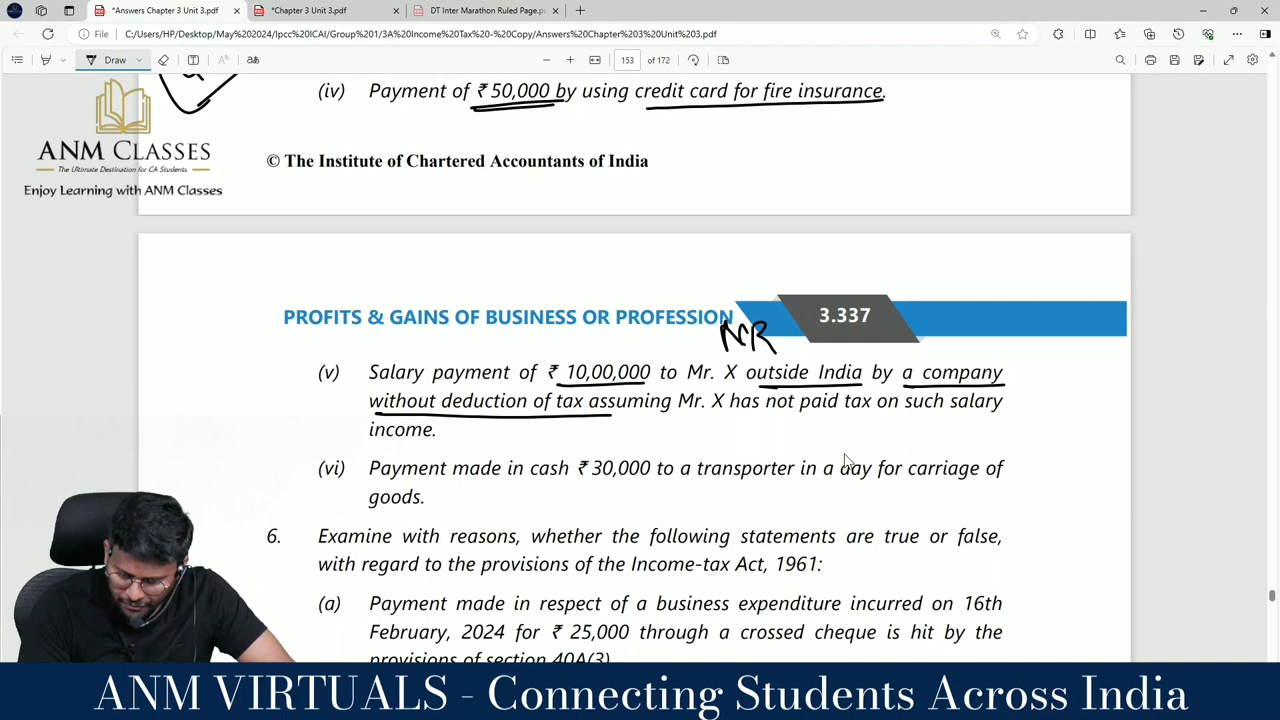 *Answers Chapter 3 Unit 3.pdf
*Chapter 3 Unit 3.pdf
DT Inter Marathon Ruled Page.p
File
C:/Users/HP/Desktop/May%202024/Ipcc%20ICAI/Group%201/3A%20Income%20Tax%20-%20Copy/Answers%20Chapter%203%20Unit%203.pdf
Draw
153 of 172
(iv) Payment of ₹ 50,000 by using credit card for fire insurance.
ANM CLASSES
The Ultimate Destination for CA Students
Enjoy Learning with ANM Classes
© The Institute of Chartered Accountants of India
PROFITS & GAINS OF BUSINESS OR PROFESSION
3.337
NR
(v) Salary payment of ₹ 10,00,000 to Mr. X outside India by a company
without deduction of tax assuming Mr. X has not paid tax on such salary
income.
(vi) Payment made in cash ₹ 30,000 to a transporter in a day for carriage of
goods.
6. Examine with reasons, whether the following statements are true or false,
with regard to the provisions of the Income-tax Act, 1961:
(a) Payment made in respect of a business expenditure incurred on 16th
February, 2024 for ₹ 25,000 through a crossed cheque is hit by the
provisions of section 40A(3).
ANM VIRTUALS - Connecting Students Across India